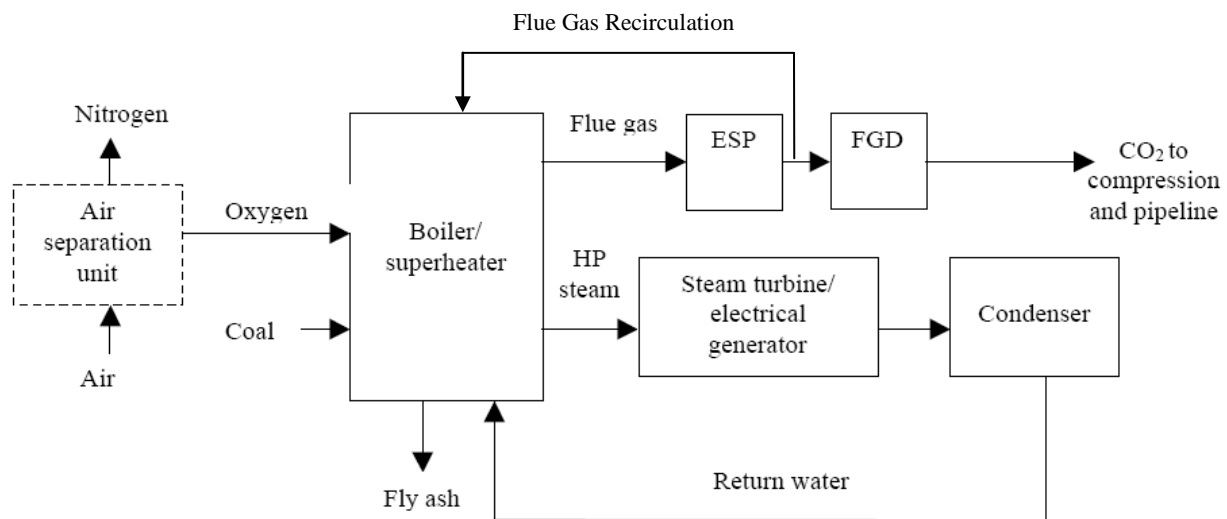 Flue Gas Recirculation
Nitrogen
Air
separation
unit
Air
Oxygen
Coal
Boiler/
superheater
Fly ash
Flue gas
ESP
FGD
CO₂ to
compression
and pipeline
HP
steam
Steam turbine/
electrical
generator
Condenser
Return water